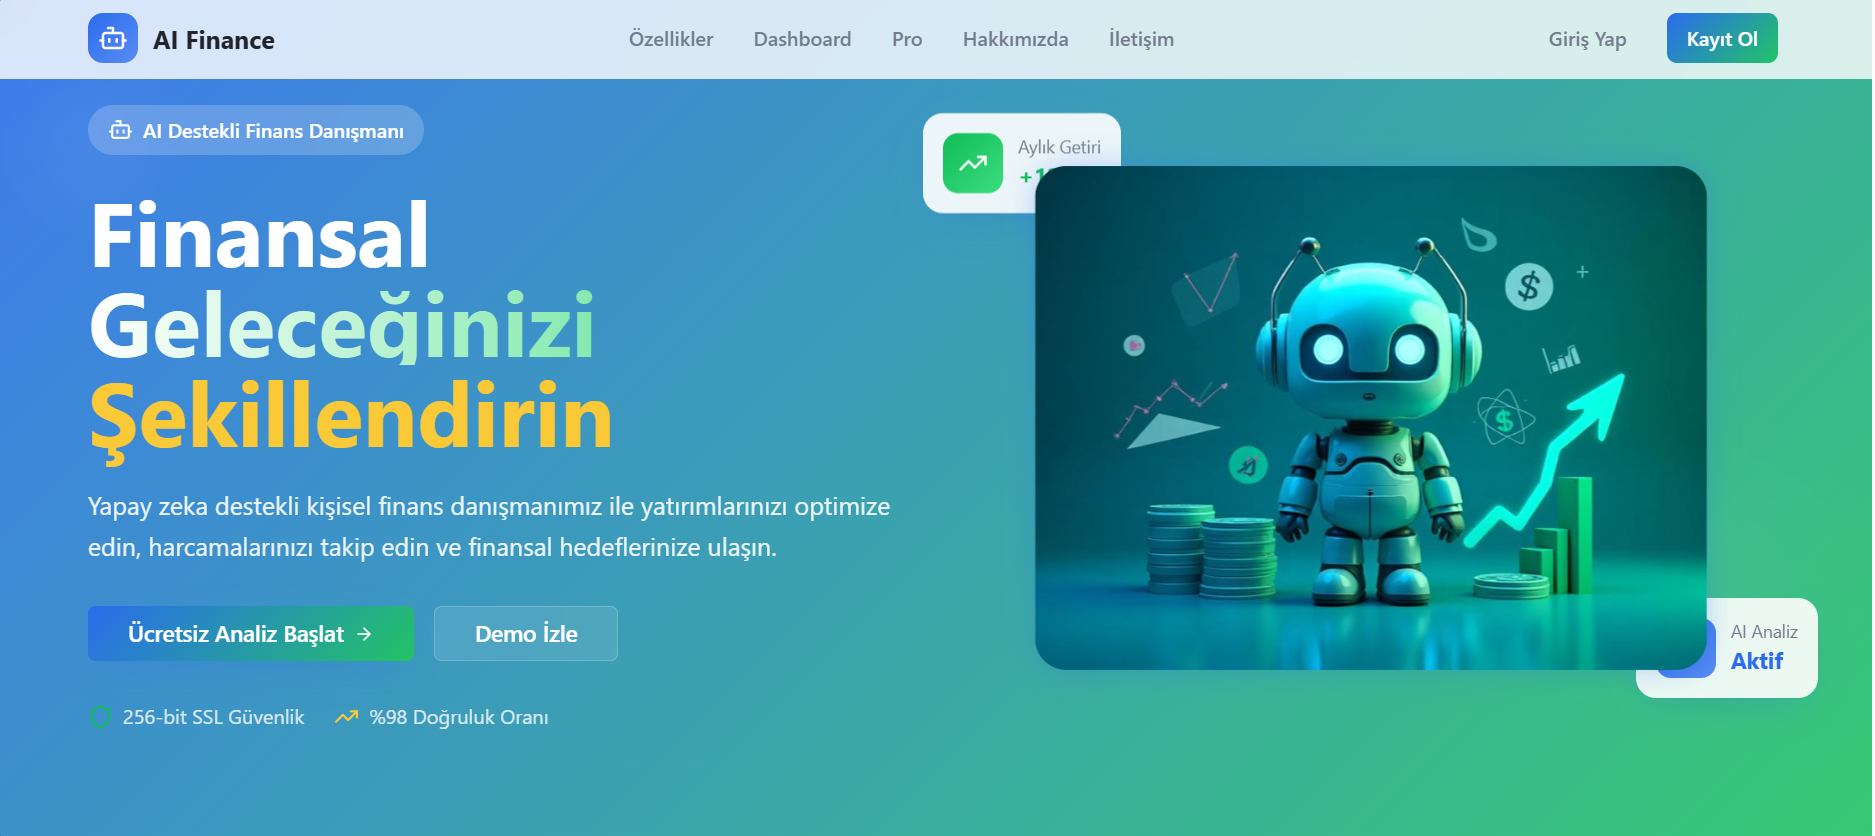 AI Finance
Özellikler
Dashboard
Pro
Hakkımızda
İletişim
Giriş Yap
Kayıt Ol
AI Destekli Finans Danışmanı
Finansal
Geleceğinizi
Şekillendirin
Yapay zeka destekli kişisel finans danışmanımız ile yatırımlarınızı optimize
edin, harcamalarınızı takip edin ve finansal hedeflerinize ulaşın.
Ücretsiz Analiz Başlat
Demo İzle
256-bit SSL Güvenlik
%98 Doğruluk Oranı
Aylık Getiri
$
$
AI Analiz
Aktif